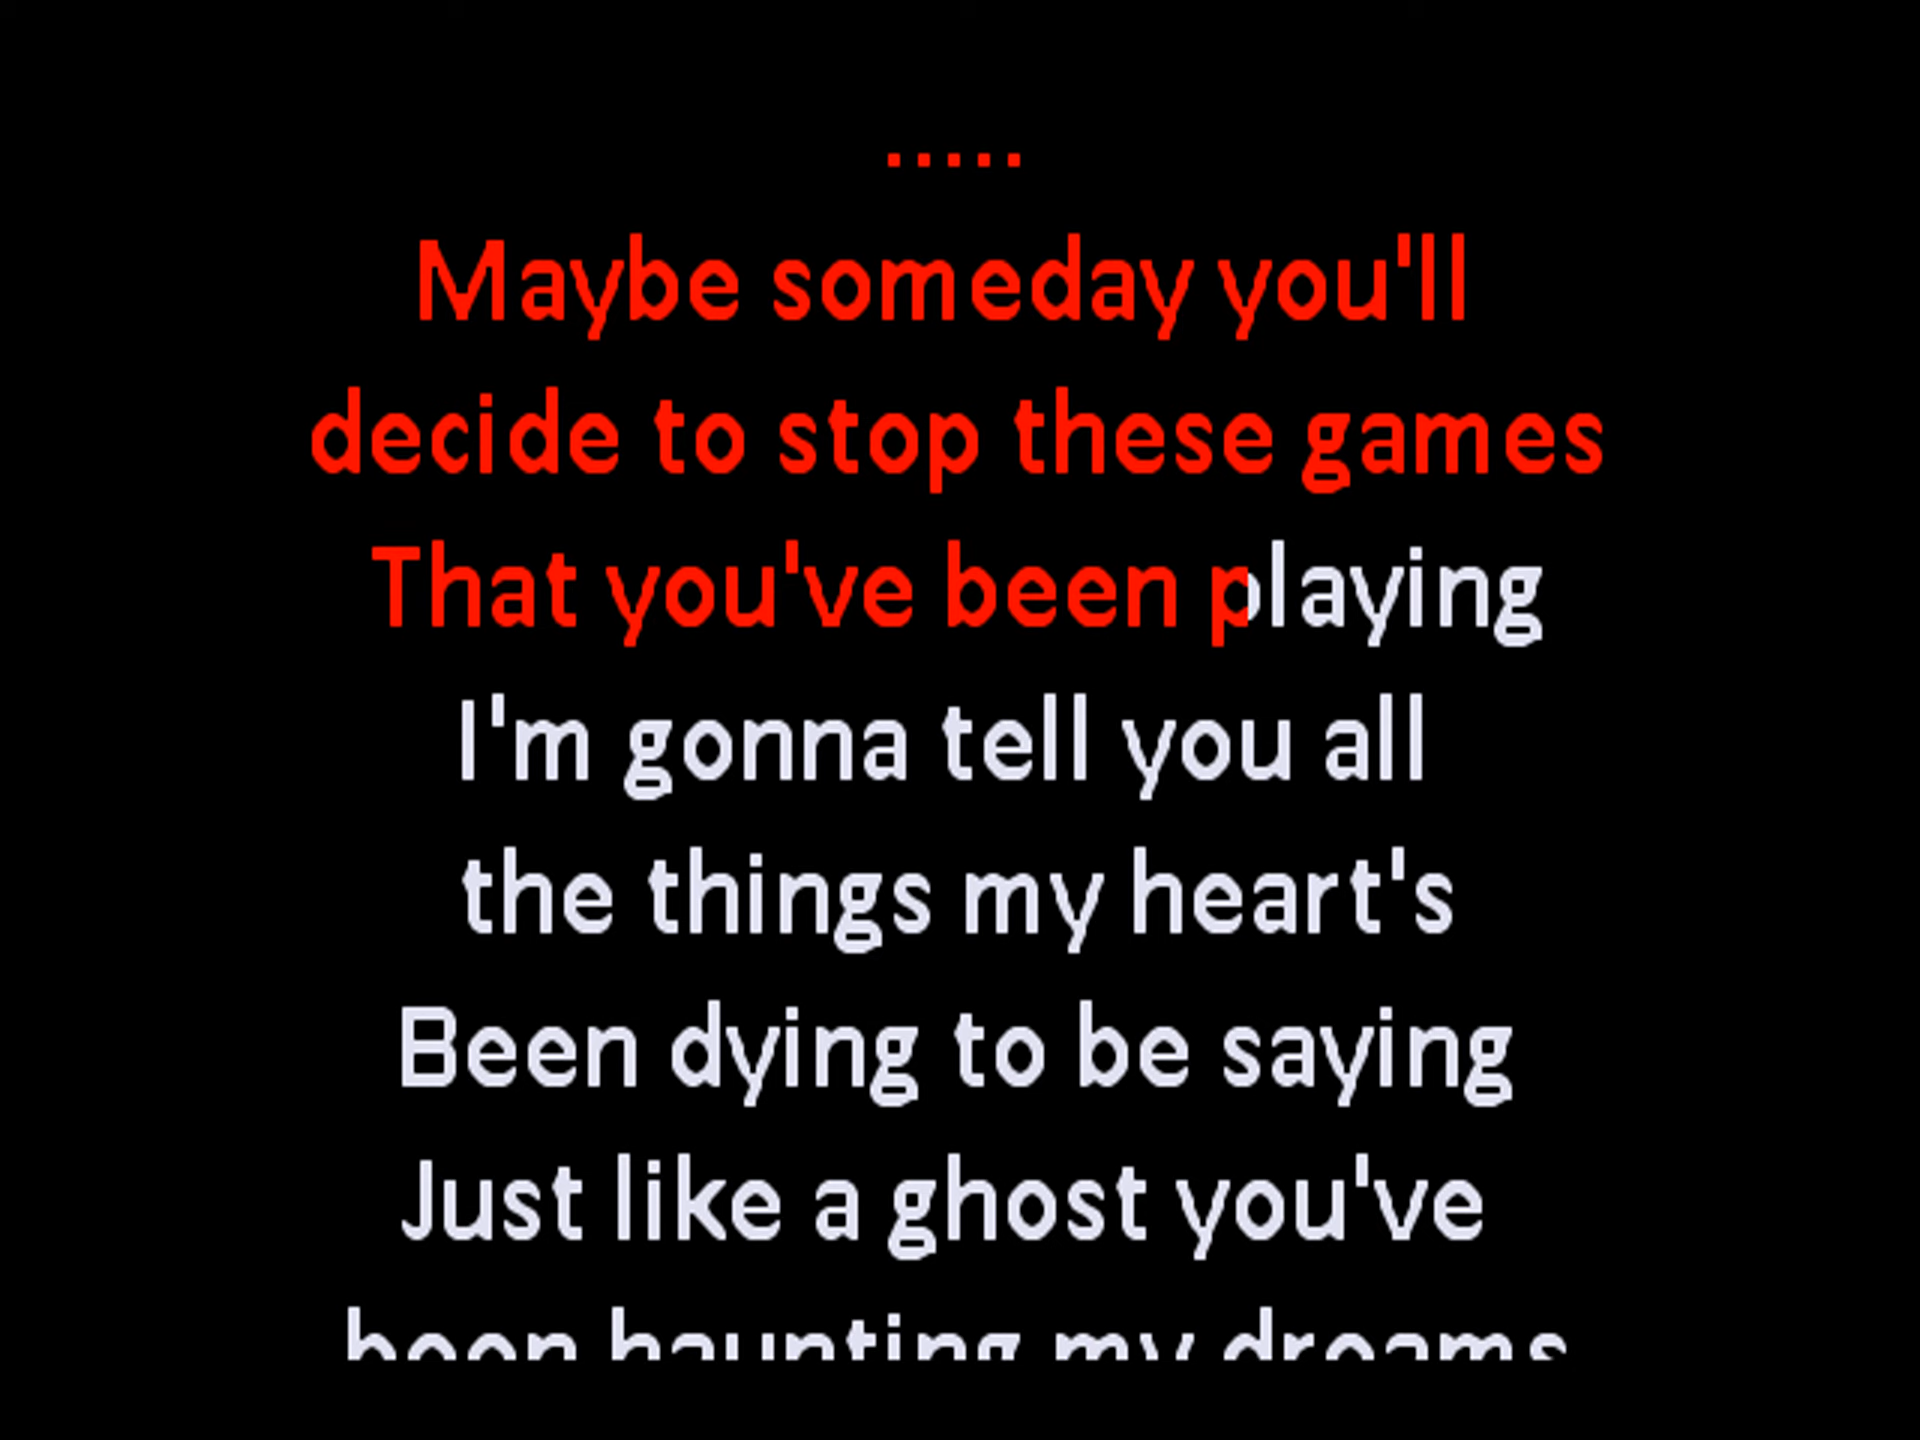 .....
Maybe someday you'll
decide to stop these games
That you've been playing
I'm gonna tell you all
the things my heart's
Been dying to be saying
Just like a ghost you've
been haunting my dreams